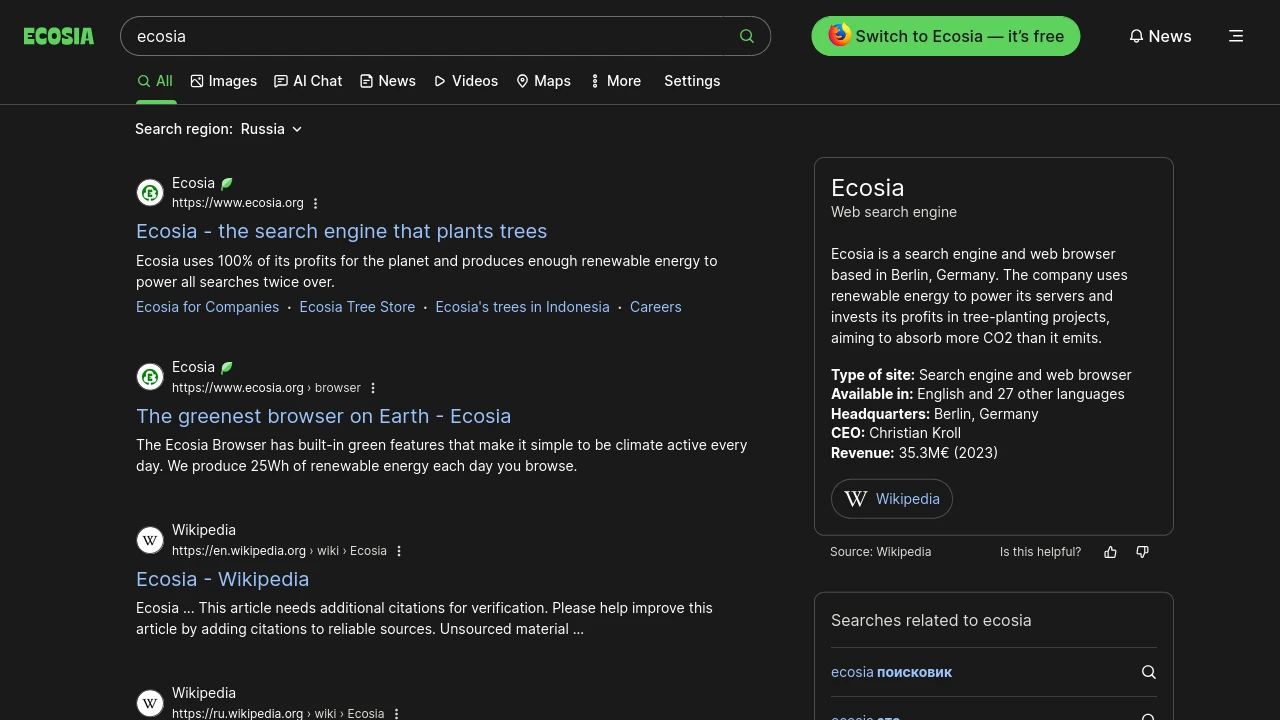 ECOSIA
ecosia
Switch to Ecosia — it's free
News
All
Images
AI Chat
News
Videos
Maps
More
Settings
Search region: Russia
Ecosia
https://www.ecosia.org
Ecosia - the search engine that plants trees
Ecosia uses 100% of its profits for the planet and produces enough renewable energy to
power all searches twice over.
Ecosia for Companies · Ecosia Tree Store · Ecosia's trees in Indonesia · Careers
Ecosia
https://www.ecosia.org › browser
The greenest browser on Earth - Ecosia
The Ecosia Browser has built-in green features that make it simple to be climate active every
day. We produce 25Wh of renewable energy each day you browse.
W
Wikipedia
https://en.wikipedia.org › wiki › Ecosia
Ecosia - Wikipedia
Ecosia ... This article needs additional citations for verification. Please help improve this
article by adding citations to reliable sources. Unsourced material ...
W
Wikipedia
https://ru.wikipedia.org › wiki › Ecosia
Ecosia
Web search engine
Ecosia is a search engine and web browser
based in Berlin, Germany. The company uses
renewable energy to power its servers and
invests its profits in tree-planting projects,
aiming to absorb more CO2 than it emits.
Type of site: Search engine and web browser
Available in: English and 27 other languages
Headquarters: Berlin, Germany
CEO: Christian Kroll
Revenue: 35.3M€ (2023)
W Wikipedia
Source: Wikipedia
Is this helpful?
Searches related to ecosia
ecosia поисковик
ecosia это